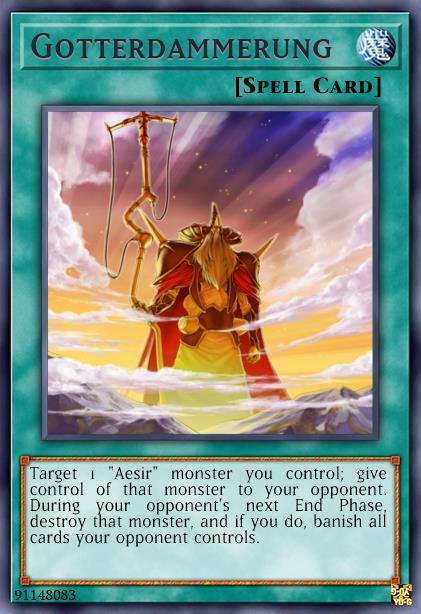 GOTTERDAMMERUNG
魔
[SPELL CARD]
Target 1 "Aesir" monster you control; give
control of that monster to your opponent.
During your opponent's next End Phase,
destroy that monster, and if you do, banish all
cards your opponent controls.
91148083